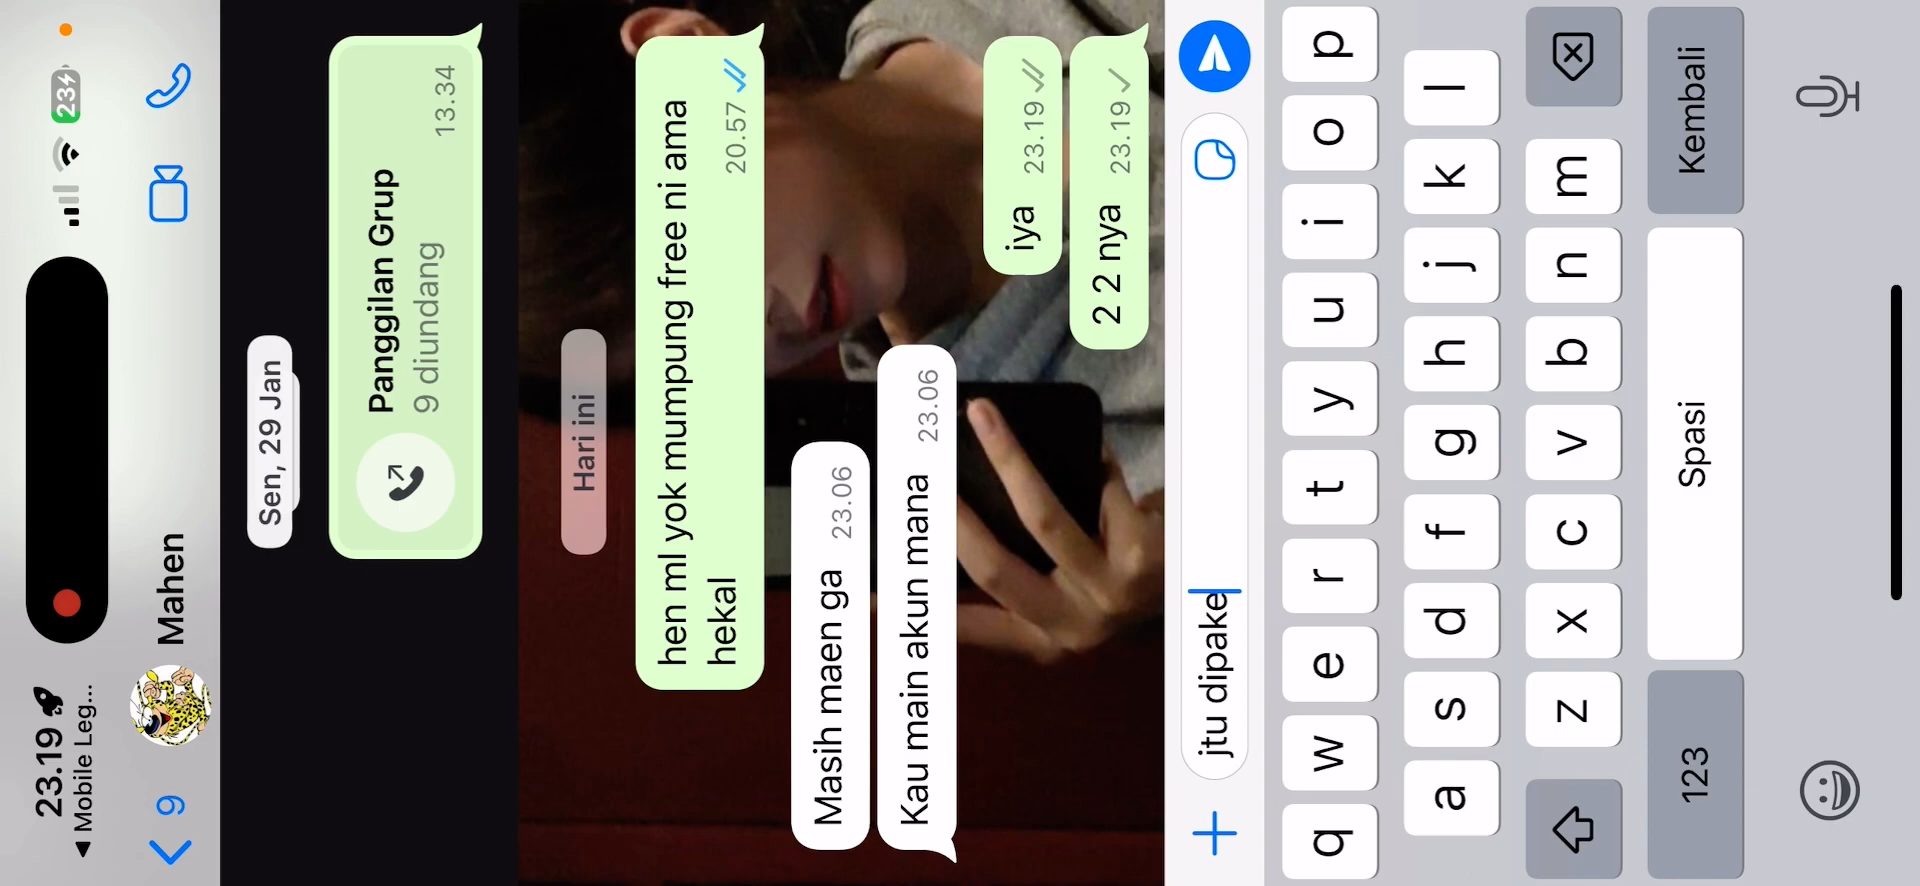 23.19
23
◀ Mobile Leg...
9
Mahen
Sen, 29 Jan
Panggilan Grup
9 diundang
13.34
Hari ini
hen ml yok mumpung free ni ama
hekal
20.57
Masih maen ga
23.06
Kau main akun mana
23.06
iya
23.19
2 2 nya
23.19
jtu dipake
q w e r t y u i o p
a s d f g h j k l
z x c v b n m
123
Spasi
Kembali